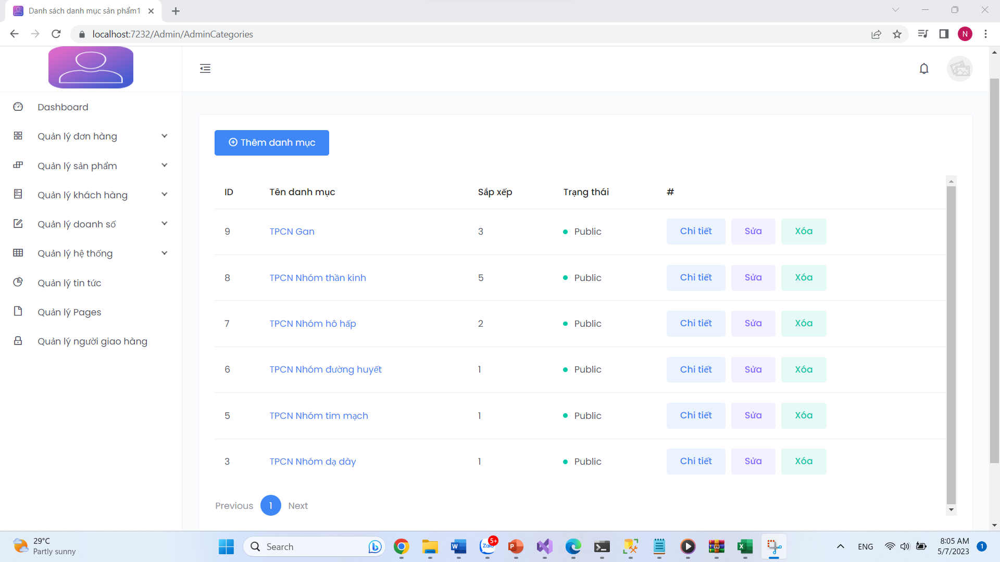 Danh sách danh mục sản phẩm1
localhost:7232/Admin/AdminCategories
N
Dashboard
Quản lý đơn hàng
Quản lý sản phẩm
Quản lý khách hàng
Quản lý doanh số
Quản lý hệ thống
Quản lý tin tức
Quản lý Pages
Quản lý người giao hàng
Thêm danh mục
ID Tên danh mục Sắp xếp Trạng thái #
9 TPCN Gan 3 Public Chi tiết Sửa Xóa
8 TPCN Nhóm thần kinh 5 Public Chi tiết Sửa Xóa
7 TPCN Nhóm hô hấp 2 Public Chi tiết Sửa Xóa
6 TPCN Nhóm đường huyết 1 Public Chi tiết Sửa Xóa
5 TPCN Nhóm tim mạch 1 Public Chi tiết Sửa Xóa
3 TPCN Nhóm dạ dày 1 Public Chi tiết Sửa Xóa
Previous 1 Next
29°C
Partly sunny
Search
Zalo
5+
ENG
8:05 AM
5/7/2023
1